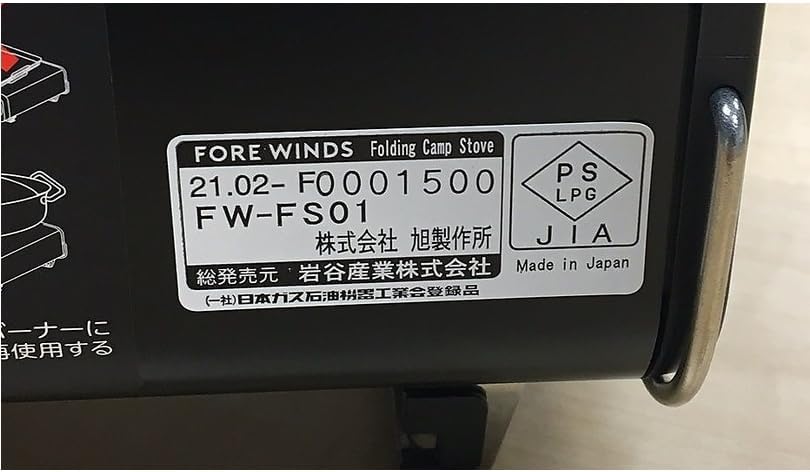 FORE WINDS Folding Camp Stove
21.02-F0001500
FW-FS01
株式会社 旭製作所
総発売元 岩谷産業株式会社
(一社)日本ガス石油機器工業会登録品
PS
LPG
JIA
Made in Japan
バーナーに
再使用する